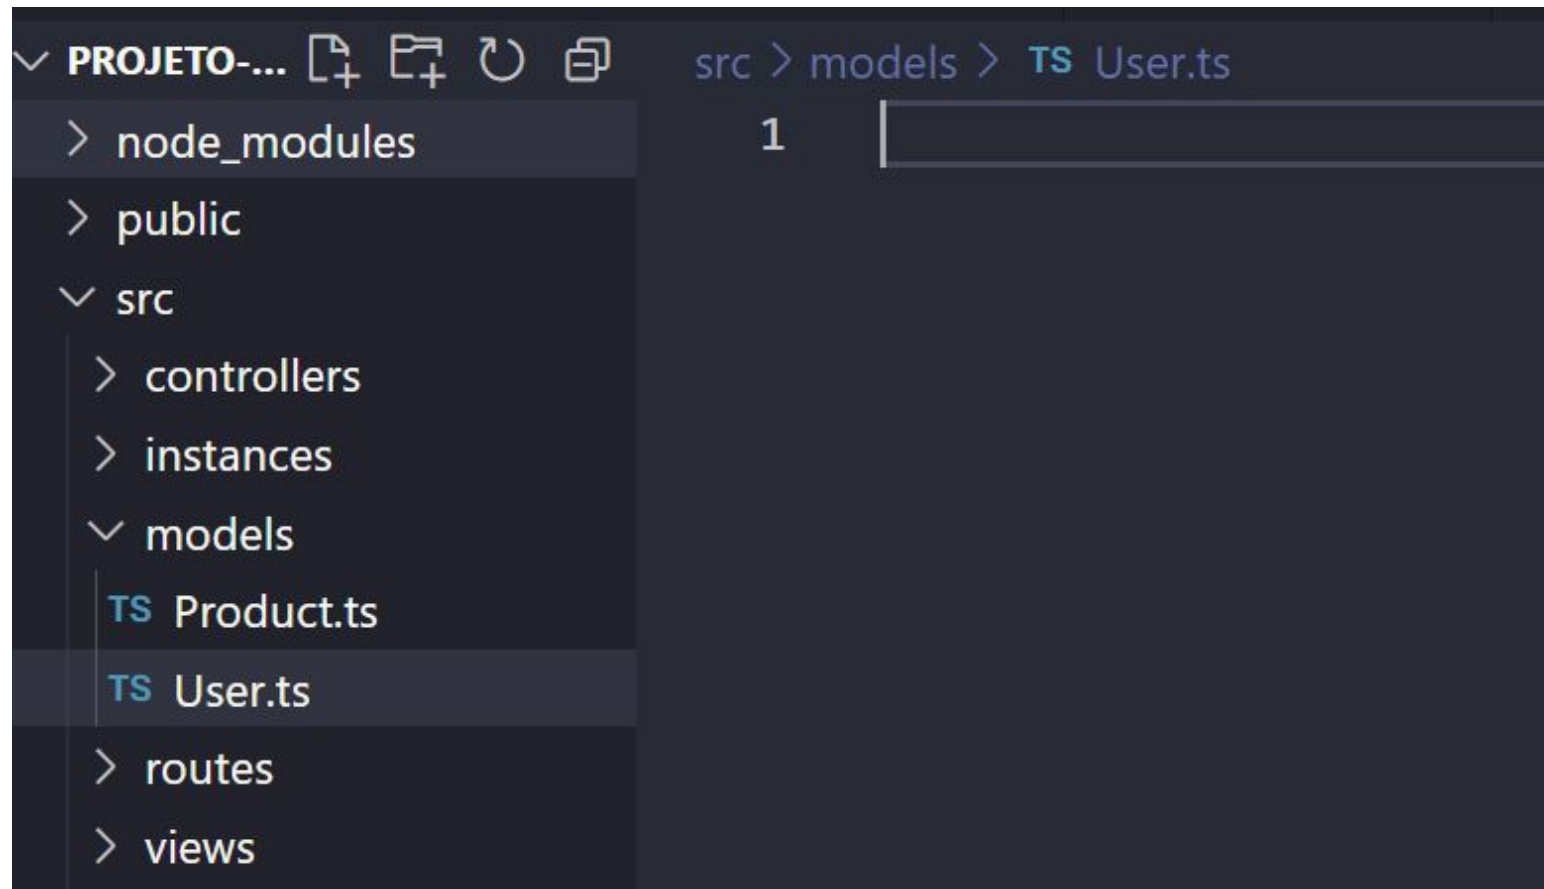 PROJETO-...
node_modules
public
src
controllers
instances
models
TS Product.ts
TS User.ts
routes
views
src > models > TS User.ts
1